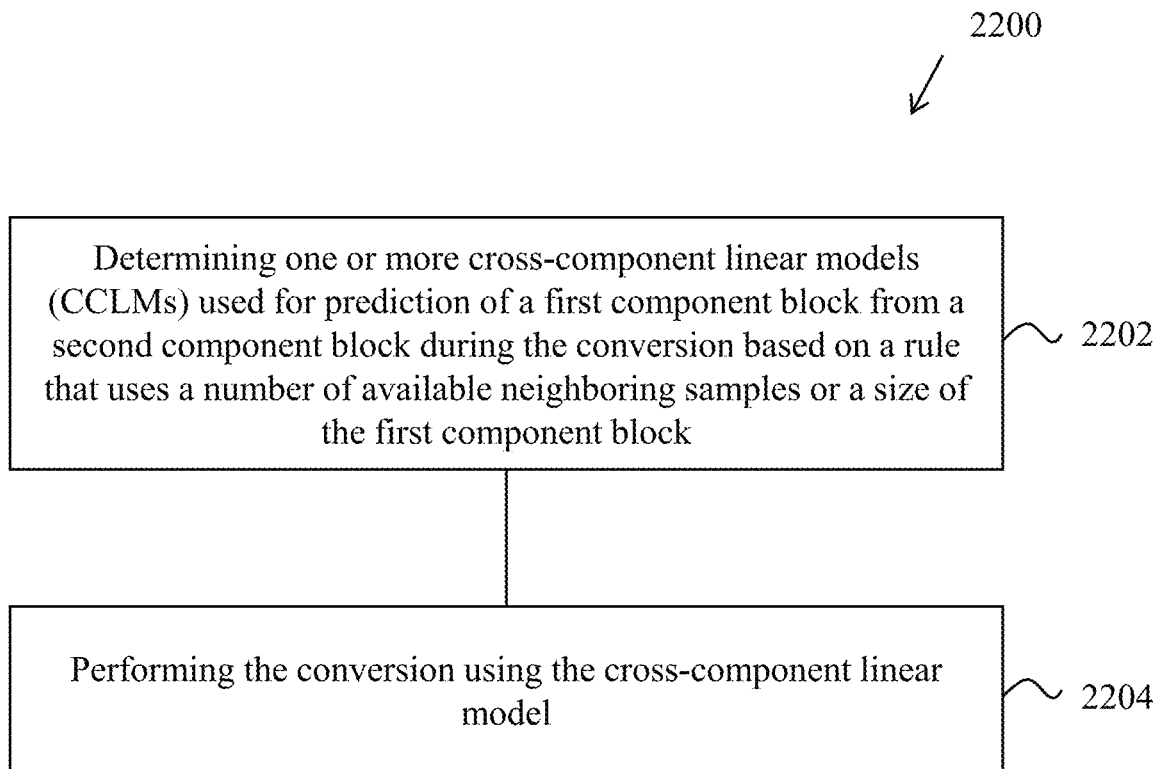 2200
Determining one or more cross-component linear models
(CCLMs) used for prediction of a first component block from a
second component block during the conversion based on a rule
that uses a number of available neighboring samples or a size of
the first component block
2202
Performing the conversion using the cross-component linear
model
2204